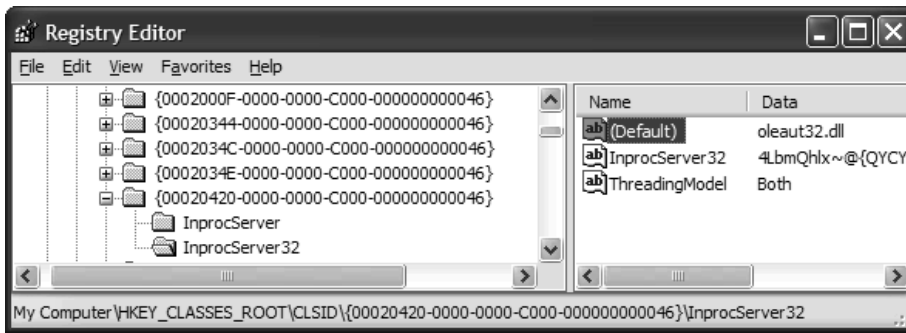 Registry Editor
File Edit View Favorites Help
{0002000F-0000-0000-C000-000000000046}
{00020344-0000-0000-C000-000000000046}
{0002034C-0000-0000-C000-000000000046}
{0002034E-0000-0000-C000-000000000046}
{00020420-0000-0000-C000-000000000046}
InprocServer
InprocServer32
Name Data
(Default) oleaut32.dll
InprocServer32 4LbmQhlx~@{QYCY
ThreadingModel Both
My Computer\HKEY_CLASSES_ROOT\CLSID\{00020420-0000-0000-C000-000000000046}\InprocServer32